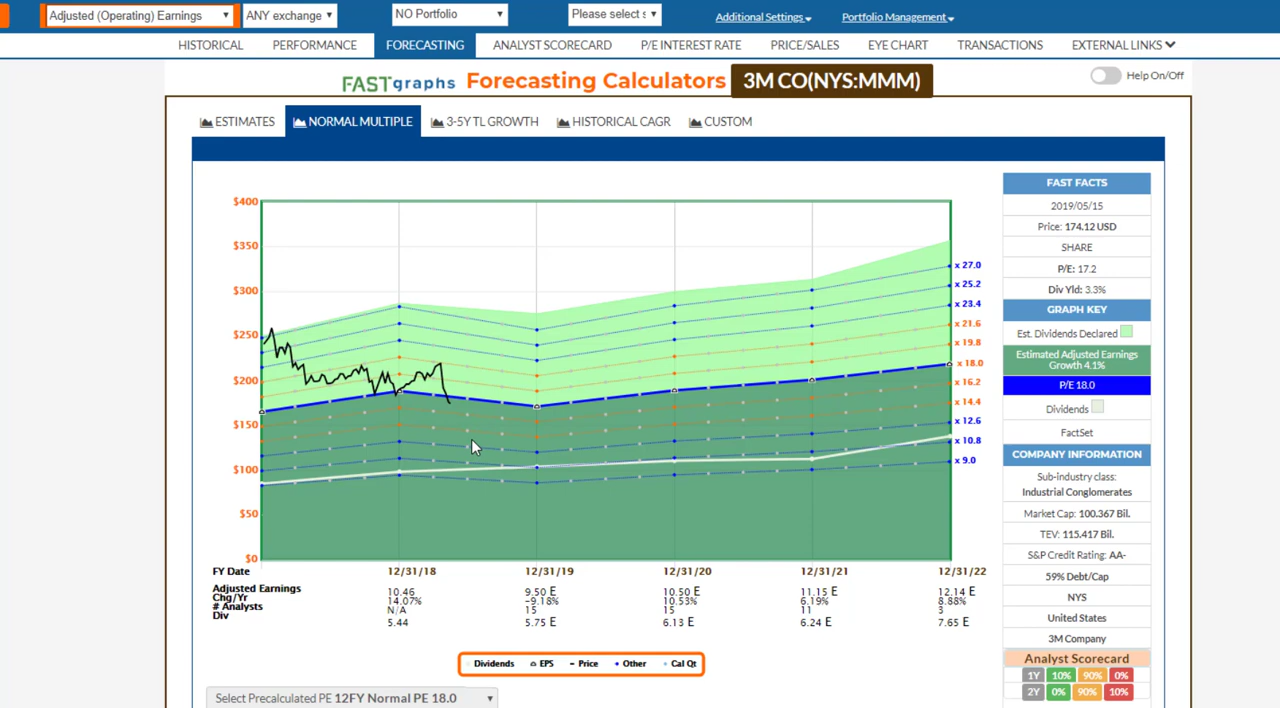 Adjusted (Operating) Earnings ANY exchange NO Portfolio Please select s Additional Settings Portfolio Management
HISTORICAL PERFORMANCE FORECASTING ANALYST SCORECARD P/E INTEREST RATE PRICE/SALES EYE CHART TRANSACTIONS EXTERNAL LINKS
FASTgraphs Forecasting Calculators 3M CO(NYS:MMM) Help On/Off
ESTIMATES NORMAL MULTIPLE 3-5Y TL GROWTH HISTORICAL CAGR CUSTOM
$400
$350
$300
$250
$200
$150
$100
$50
$0
x 27.0
x 25.2
x 23.4
x 21.6
x 19.8
x 18.0
x 16.2
x 14.4
x 12.6
x 10.8
x 9.0
FY Date 12/31/18 12/31/19 12/31/20 12/31/21 12/31/22
Adjusted Earnings 10.46 9.50 E 10.50 E 11.15 E 12.14 E
Chg/Yr 14.07% -9.18% 10.53% 6.19% 8.88%
# Analysts N/A 15 15 11 3
Div 5.44 5.75 E 6.13 E 6.24 E 7.65 E
Dividends EPS Price Other Cal Qt
Select Precalculated PE 12FY Normal PE 18.0
FAST FACTS
2019/05/15
Price: 174.12 USD
SHARE
P/E: 17.2
Div Yld: 3.3%
GRAPH KEY
Est. Dividends Declared
Estimated Adjusted Earnings
Growth 4.1%
P/E 18.0
Dividends
FactSet
COMPANY INFORMATION
Sub-industry class:
Industrial Conglomerates
Market Cap: 100.367 Bil.
TEV: 115.417 Bil.
S&P Credit Rating: AA-
59% Debt/Cap
NYS
United States
3M Company
Analyst Scorecard
1Y 10% 90% 0%
2Y 0% 90% 10%